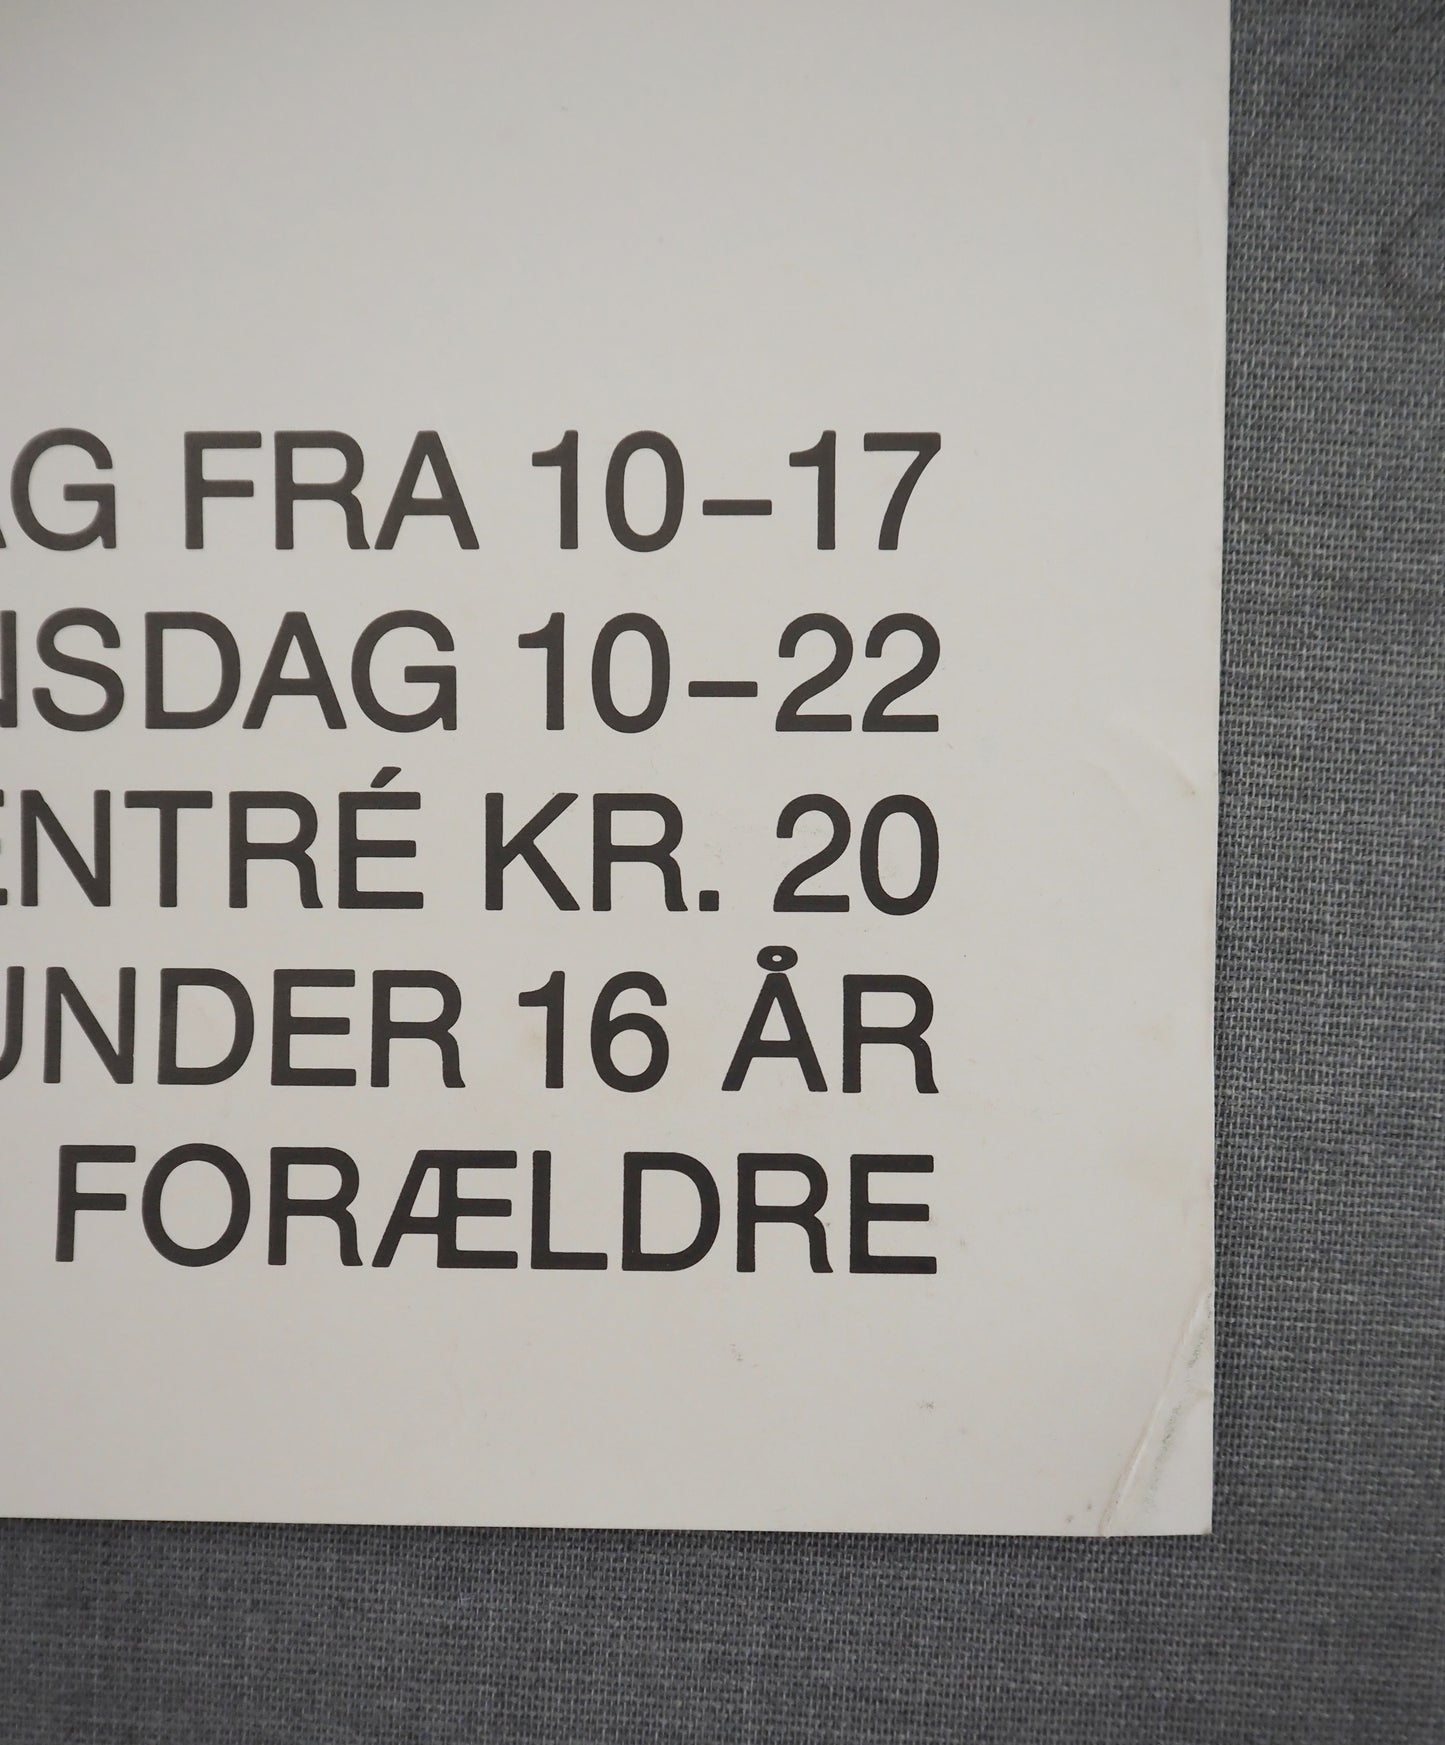 AG FRA 10–17
NSDAG 10–22
ENTRÉ KR. 20
UNDER 16 ÅR
FORÆLDRE